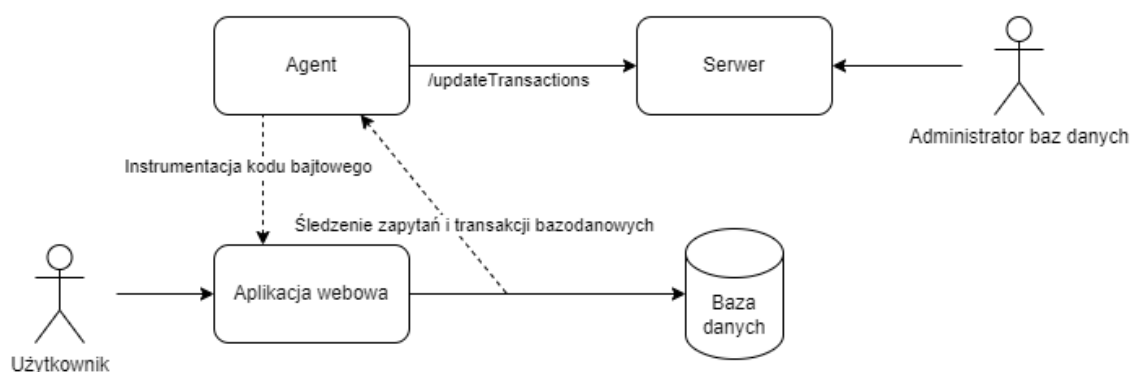 Agent
/updateTransactions
Serwer
Administrator baz danych
Instrumentacja kodu bajtowego
Śledzenie zapytań i transakcji bazodanowych
Aplikacja webowa
Baza
danych
Użytkownik